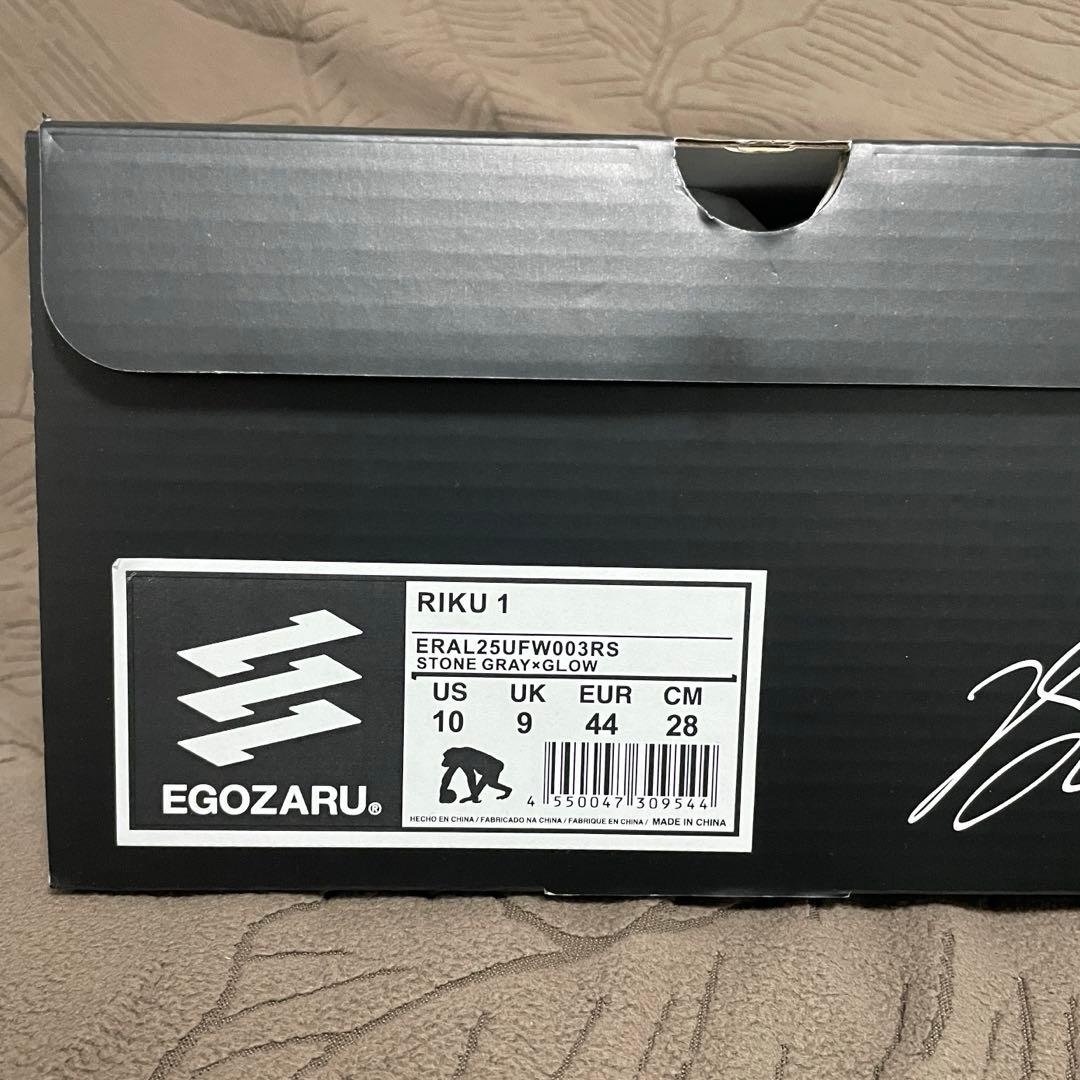 RIKU 1
ERAL25UFW003RS
STONE GRAY×GLOW
US UK EUR CM
10 9 44 28
4 550047 309544
HECHO EN CHINA / FABRICADO NA CHINA / FABRIQUE EN CHINA / MADE IN CHINA
EGOZARU®